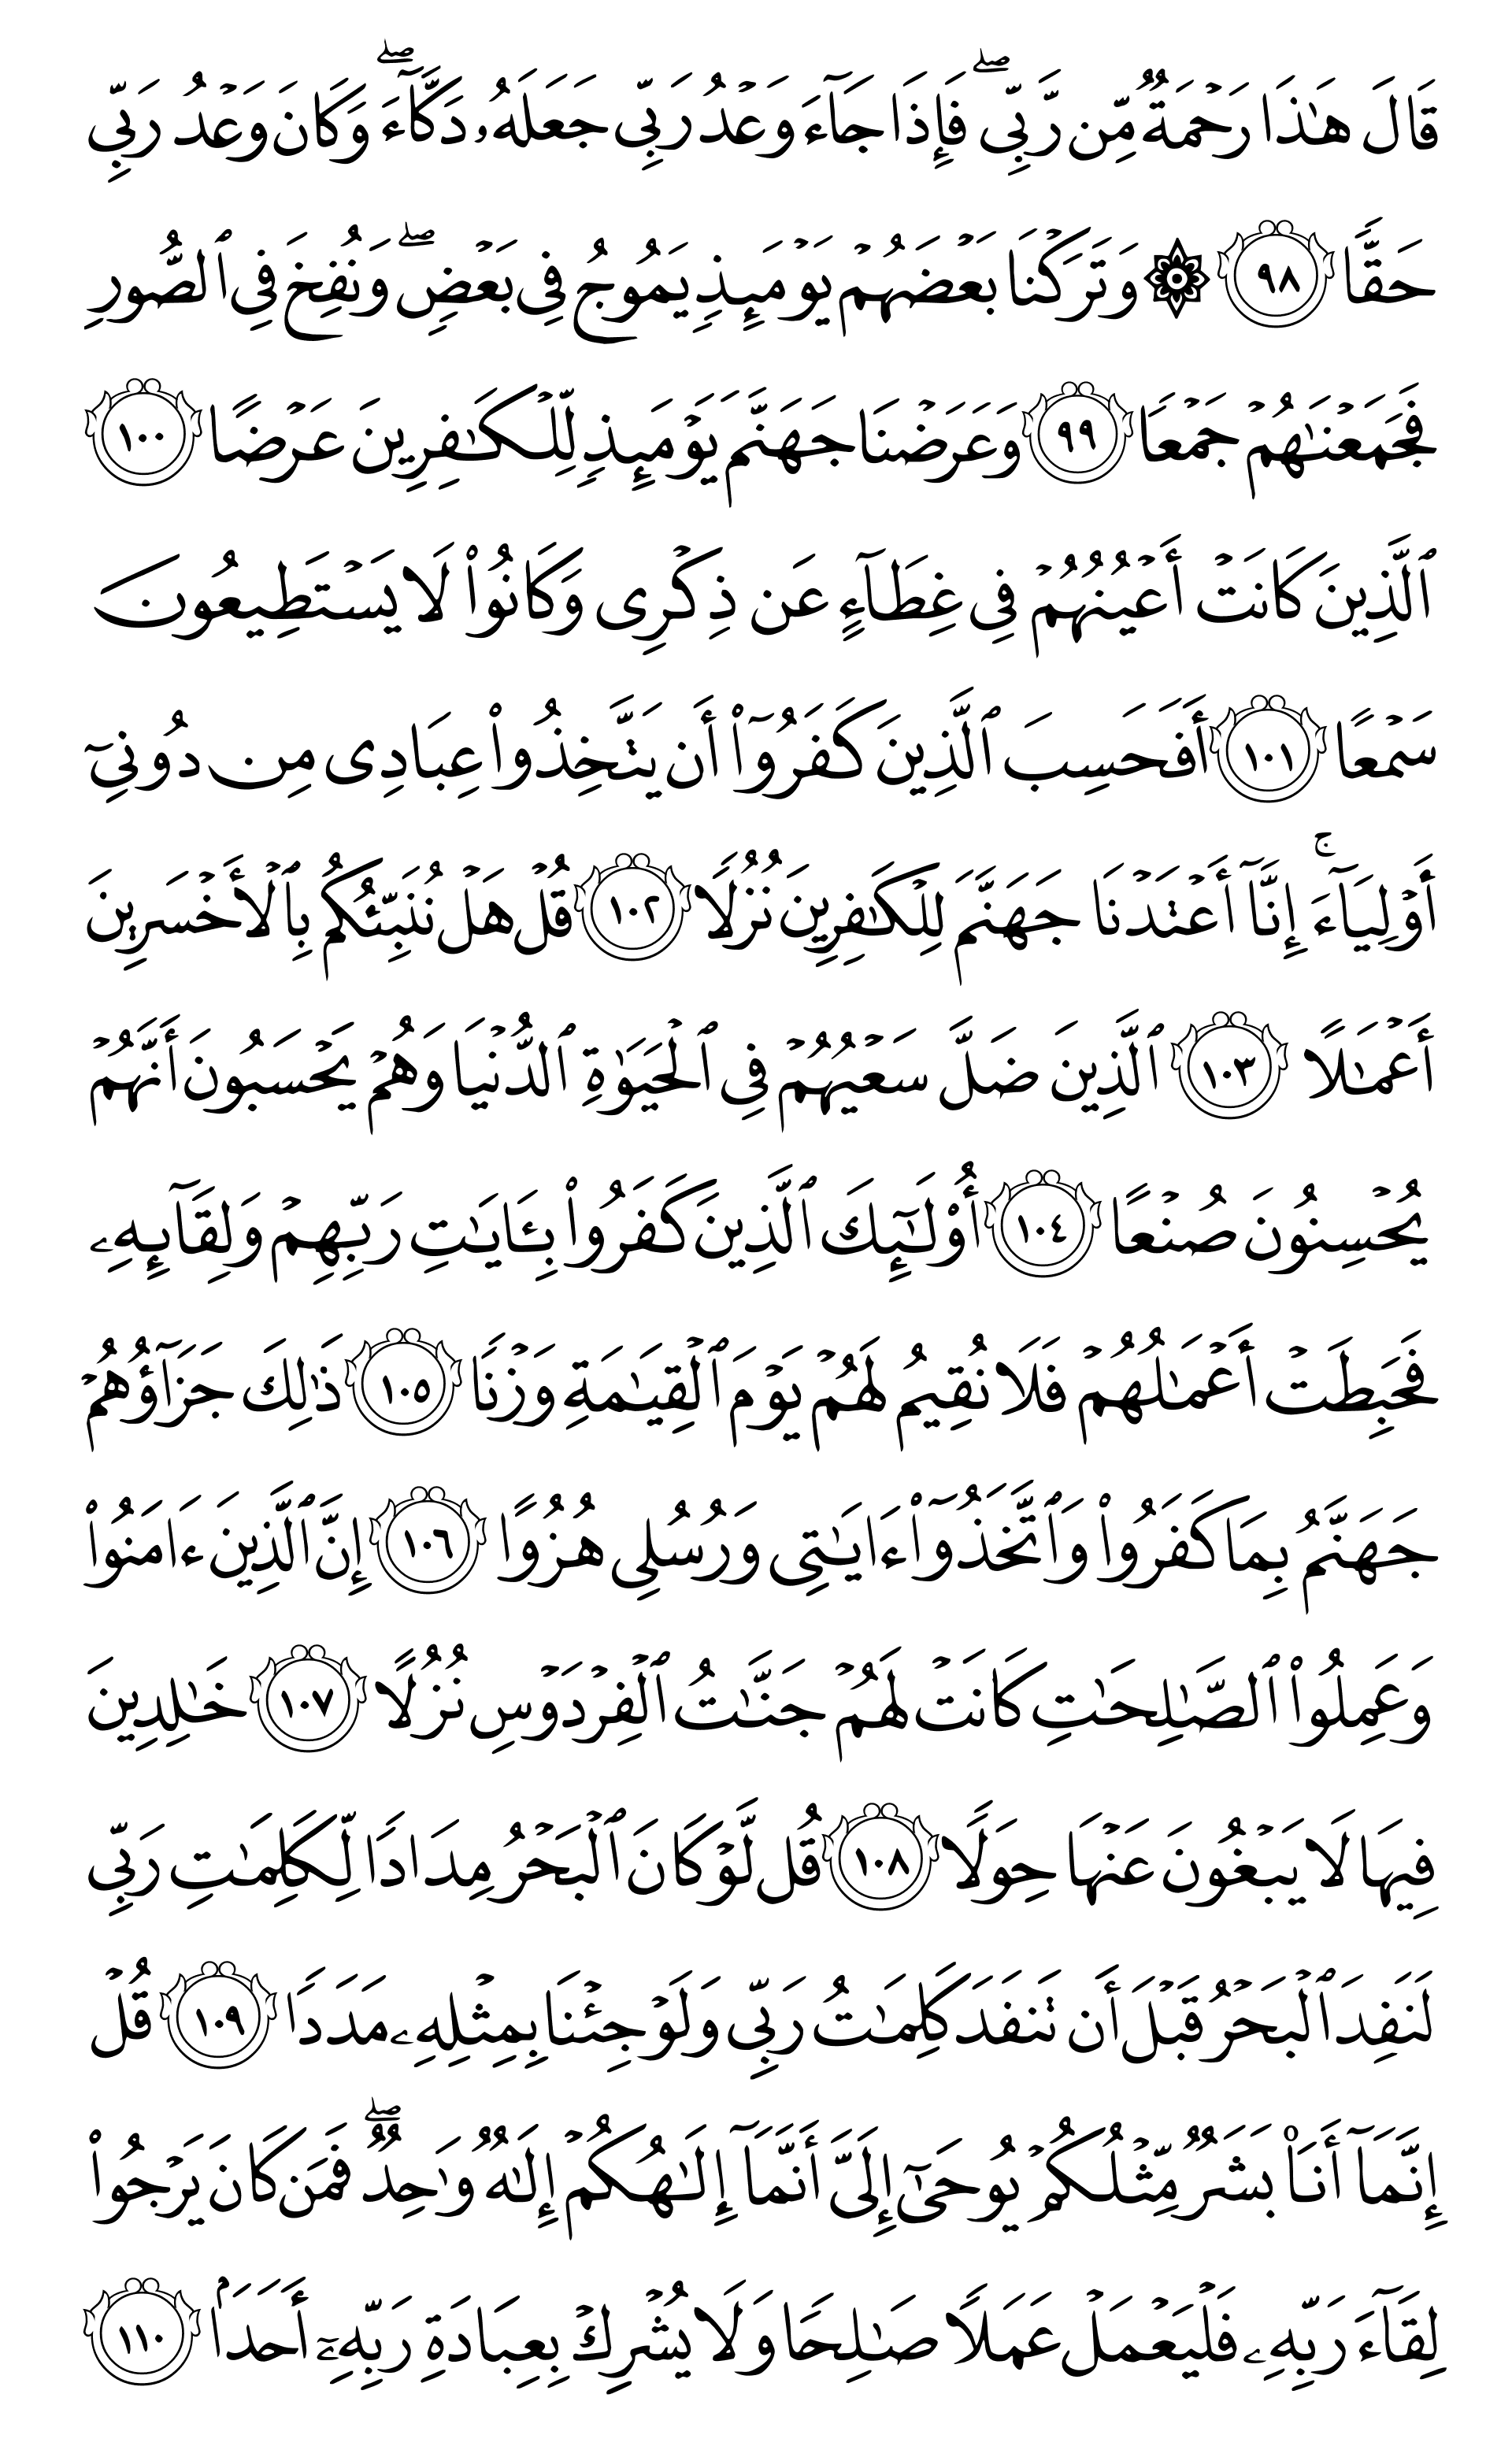 قَالَ هَٰذَا رَحۡمَةٞ مِّن رَّبِّيۖ فَإِذَا جَآءَ وَعۡدُ رَبِّي جَعَلَهُۥ دَكَّآءَۖ وَكَانَ وَعۡدُ رَبِّي
حَقّٗا ٩٨ ۞ وَتَرَكۡنَا بَعۡضَهُمۡ يَوۡمَئِذٖ يَمُوجُ فِي بَعۡضٖۖ وَنُفِخَ فِي ٱلصُّورِ
فَجَمَعۡنَٰهُمۡ جَمۡعٗا ٩٩ وَعَرَضۡنَا جَهَنَّمَ يَوۡمَئِذٖ لِّلۡكَٰفِرِينَ عَرۡضًا ١٠٠
ٱلَّذِينَ كَانَتۡ أَعۡيُنُهُمۡ فِي غِطَآءٍ عَن ذِكۡرِي وَكَانُواْ لَا يَسۡتَطِيعُونَ
سَمۡعًا ١٠١ أَفَحَسِبَ ٱلَّذِينَ كَفَرُوٓاْ أَن يَتَّخِذُواْ عِبَادِي مِن دُونِيٓ
أَوۡلِيَآءَۚ إِنَّآ أَعۡتَدۡنَا جَهَنَّمَ لِلۡكَٰفِرِينَ نُزُلٗا ١٠٢ قُلۡ هَلۡ نُنَبِّئُكُم بِٱلۡأَخۡسَرِينَ
أَعۡمَٰلًا ١٠٣ ٱلَّذِينَ ضَلَّ سَعۡيُهُمۡ فِي ٱلۡحَيَوٰةِ ٱلدُّنۡيَا وَهُمۡ يَحۡسَبُونَ أَنَّهُمۡ
يُحۡسِنُونَ صُنۡعًا ١٠٤ أُوْلَٰٓئِكَ ٱلَّذِينَ كَفَرُواْ بِـَٔايَٰتِ رَبِّهِمۡ وَلِقَآئِهِۦ
فَحَبِطَتۡ أَعۡمَٰلُهُمۡ فَلَا نُقِيمُ لَهُمۡ يَوۡمَ ٱلۡقِيَٰمَةِ وَزۡنٗا ١٠٥ ذَٰلِكَ جَزَآؤُهُمۡ
جَهَنَّمُ بِمَا كَفَرُواْ وَٱتَّخَذُوٓاْ ءَايَٰتِي وَرُسُلِي هُزُوًا ١٠٦ إِنَّ ٱلَّذِينَ ءَامَنُواْ
وَعَمِلُواْ ٱلصَّٰلِحَٰتِ كَانَتۡ لَهُمۡ جَنَّٰتُ ٱلۡفِرۡدَوۡسِ نُزُلًا ١٠٧ خَٰلِدِينَ
فِيهَا لَا يَبۡغُونَ عَنۡهَا حِوَلٗا ١٠٨ قُل لَّوۡ كَانَ ٱلۡبَحۡرُ مِدَادٗا لِّكَلِمَٰتِ رَبِّي
لَنَفِدَ ٱلۡبَحۡرُ قَبۡلَ أَن تَنفَدَ كَلِمَٰتُ رَبِّي وَلَوۡ جِئۡنَا بِمِثۡلِهِۦ مَدَدٗا ١٠٩ قُلۡ
إِنَّمَآ أَنَا۠ بَشَرٞ مِّثۡلُكُمۡ يُوحَىٰٓ إِلَيَّ أَنَّمَآ إِلَٰهُكُمۡ إِلَٰهٞ وَٰحِدٞۖ فَمَن كَانَ يَرۡجُواْ
لِقَآءَ رَبِّهِۦ فَلۡيَعۡمَلۡ عَمَلٗا صَٰلِحٗا وَلَا يُشۡرِكۡ بِعِبَادَةِ رَبِّهِۦٓ أَحَدَۢا ١١٠